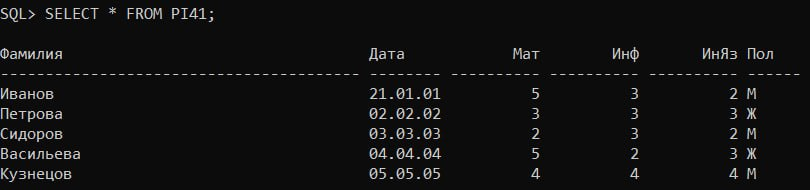 SQL> SELECT * FROM PI41;
Фамилия Дата Мат Инф ИнЯз Пол
---------------------------------------- -------- ---------- ---------- ---------- ------
Иванов 21.01.01 5 3 2 М
Петрова 02.02.02 3 3 3 Ж
Сидоров 03.03.03 2 3 2 М
Васильева 04.04.04 5 2 3 Ж
Кузнецов 05.05.05 4 4 4 М